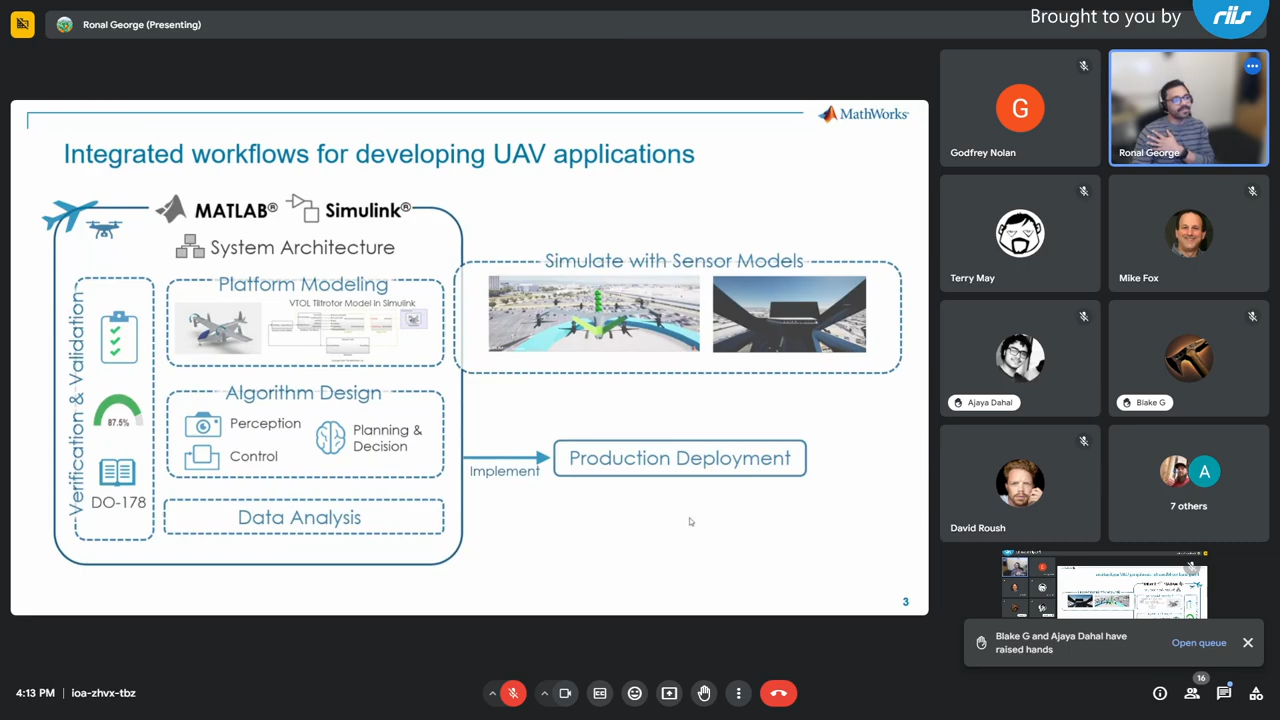 Ronal George (Presenting)
Brought to you by
riis
MathWorks®
Integrated workflows for developing UAV applications
MATLAB® Simulink®
System Architecture
Verification & Validation
87.5%
DO-178
Platform Modeling
VTOL Tiltrotor Model in Simulink
Algorithm Design
Perception
Control
Planning &
Decision
Data Analysis
Simulate with Sensor Models
Implement
Production Deployment
3
G
Godfrey Nolan
Ronal George
Terry May
Mike Fox
Ajaya Dahal
Blake G
David Roush
A
7 others
Blake G and Ajaya Dahal have
raised hands
Open queue
4:13 PM | ioa-zhvx-tbz
16